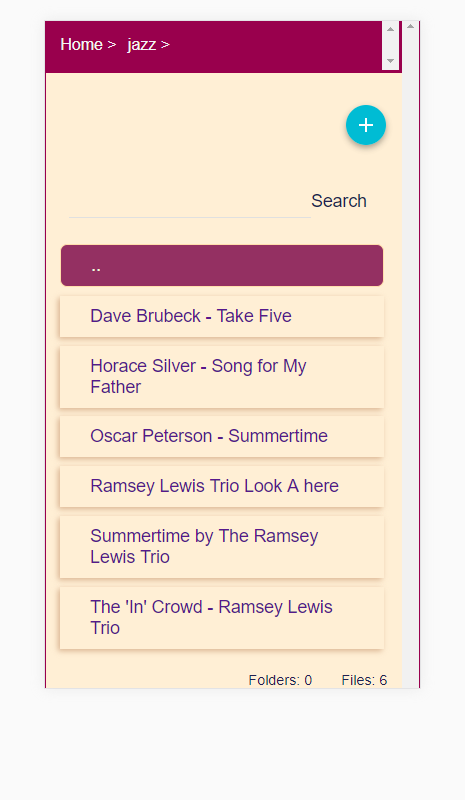 Home > jazz >
+
Search
..
Dave Brubeck - Take Five
Horace Silver - Song for My
Father
Oscar Peterson - Summertime
Ramsey Lewis Trio Look A here
Summertime by The Ramsey
Lewis Trio
The 'In' Crowd - Ramsey Lewis
Trio
Folders: 0 Files: 6